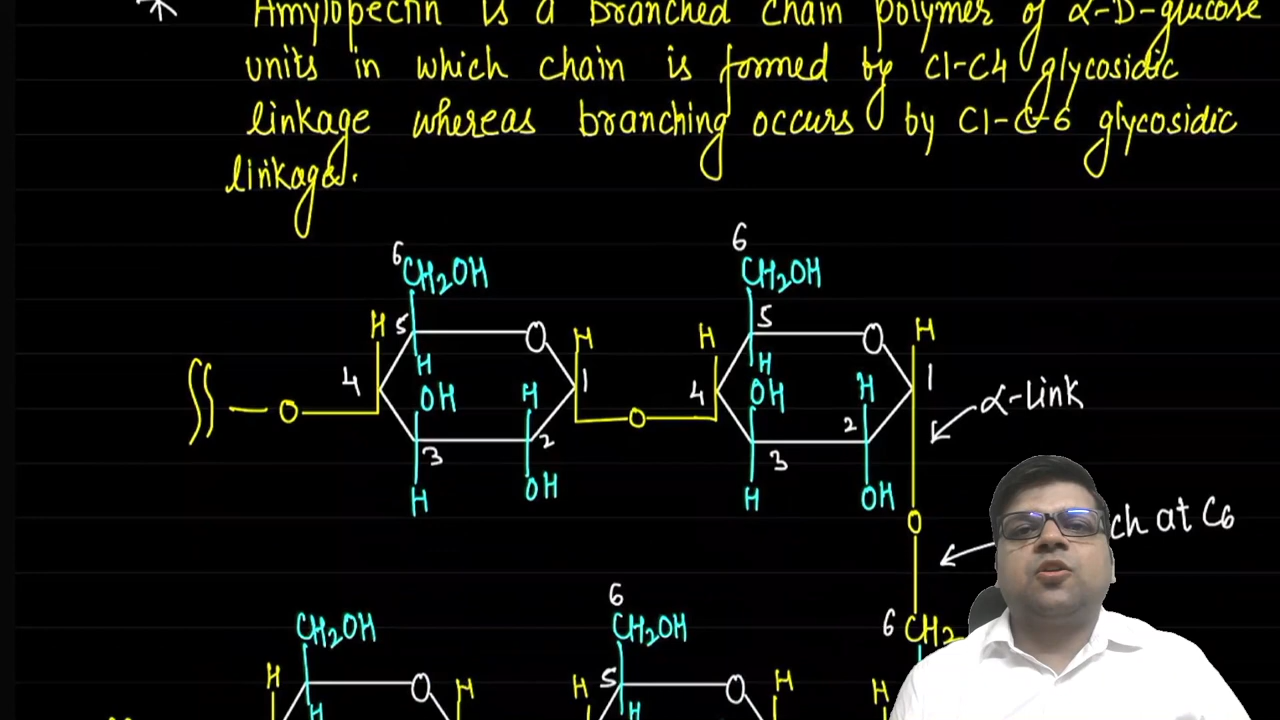 * Amylopectin is a branched chain polymer of α-D-glucose
units in which chain is formed by C1-C4 glycosidic
linkage whereas branching occurs by C1-C-6 glycosidic
linkage.
6 6
CH2OH CH2OH
H 5 O H H 5 O H
4 H 1 4 H 1
OH H OH H
α-Link
O O
3 2 3 2
H OH H OH
O
ch at C6
6 6 CH2
CH2OH CH2OH
H O H H 5 O H H
H H